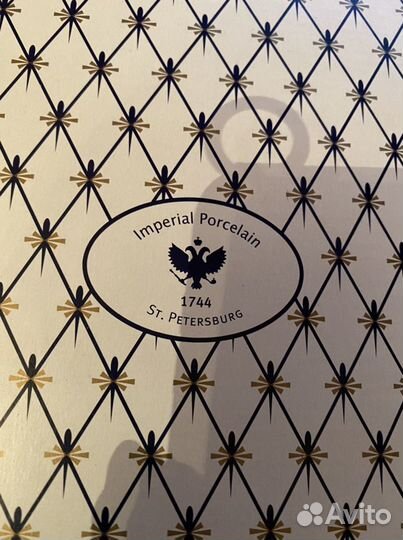 Imperial Porcelain
1744
ST. PETERSBURG
Avito